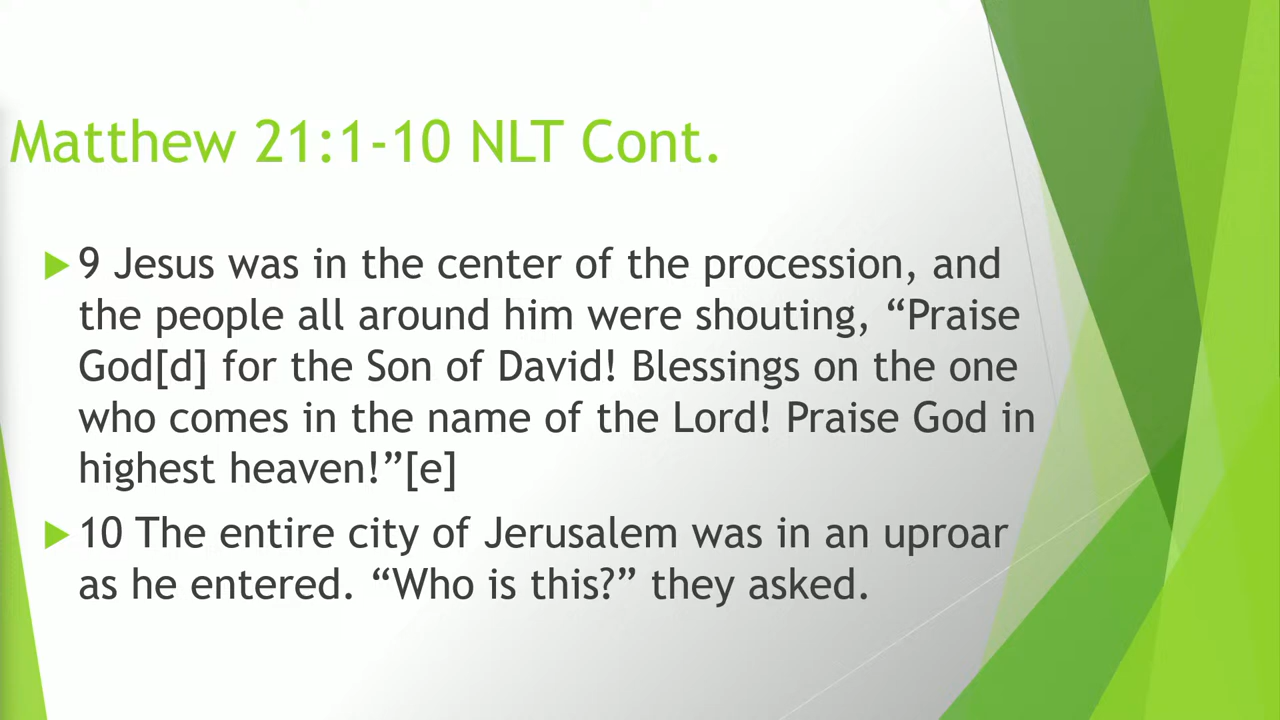 Matthew 21:1-10 NLT Cont.
9 Jesus was in the center of the procession, and
the people all around him were shouting, “Praise
God[d] for the Son of David! Blessings on the one
who comes in the name of the Lord! Praise God in
highest heaven!”[e]
10 The entire city of Jerusalem was in an uproar
as he entered. “Who is this?” they asked.